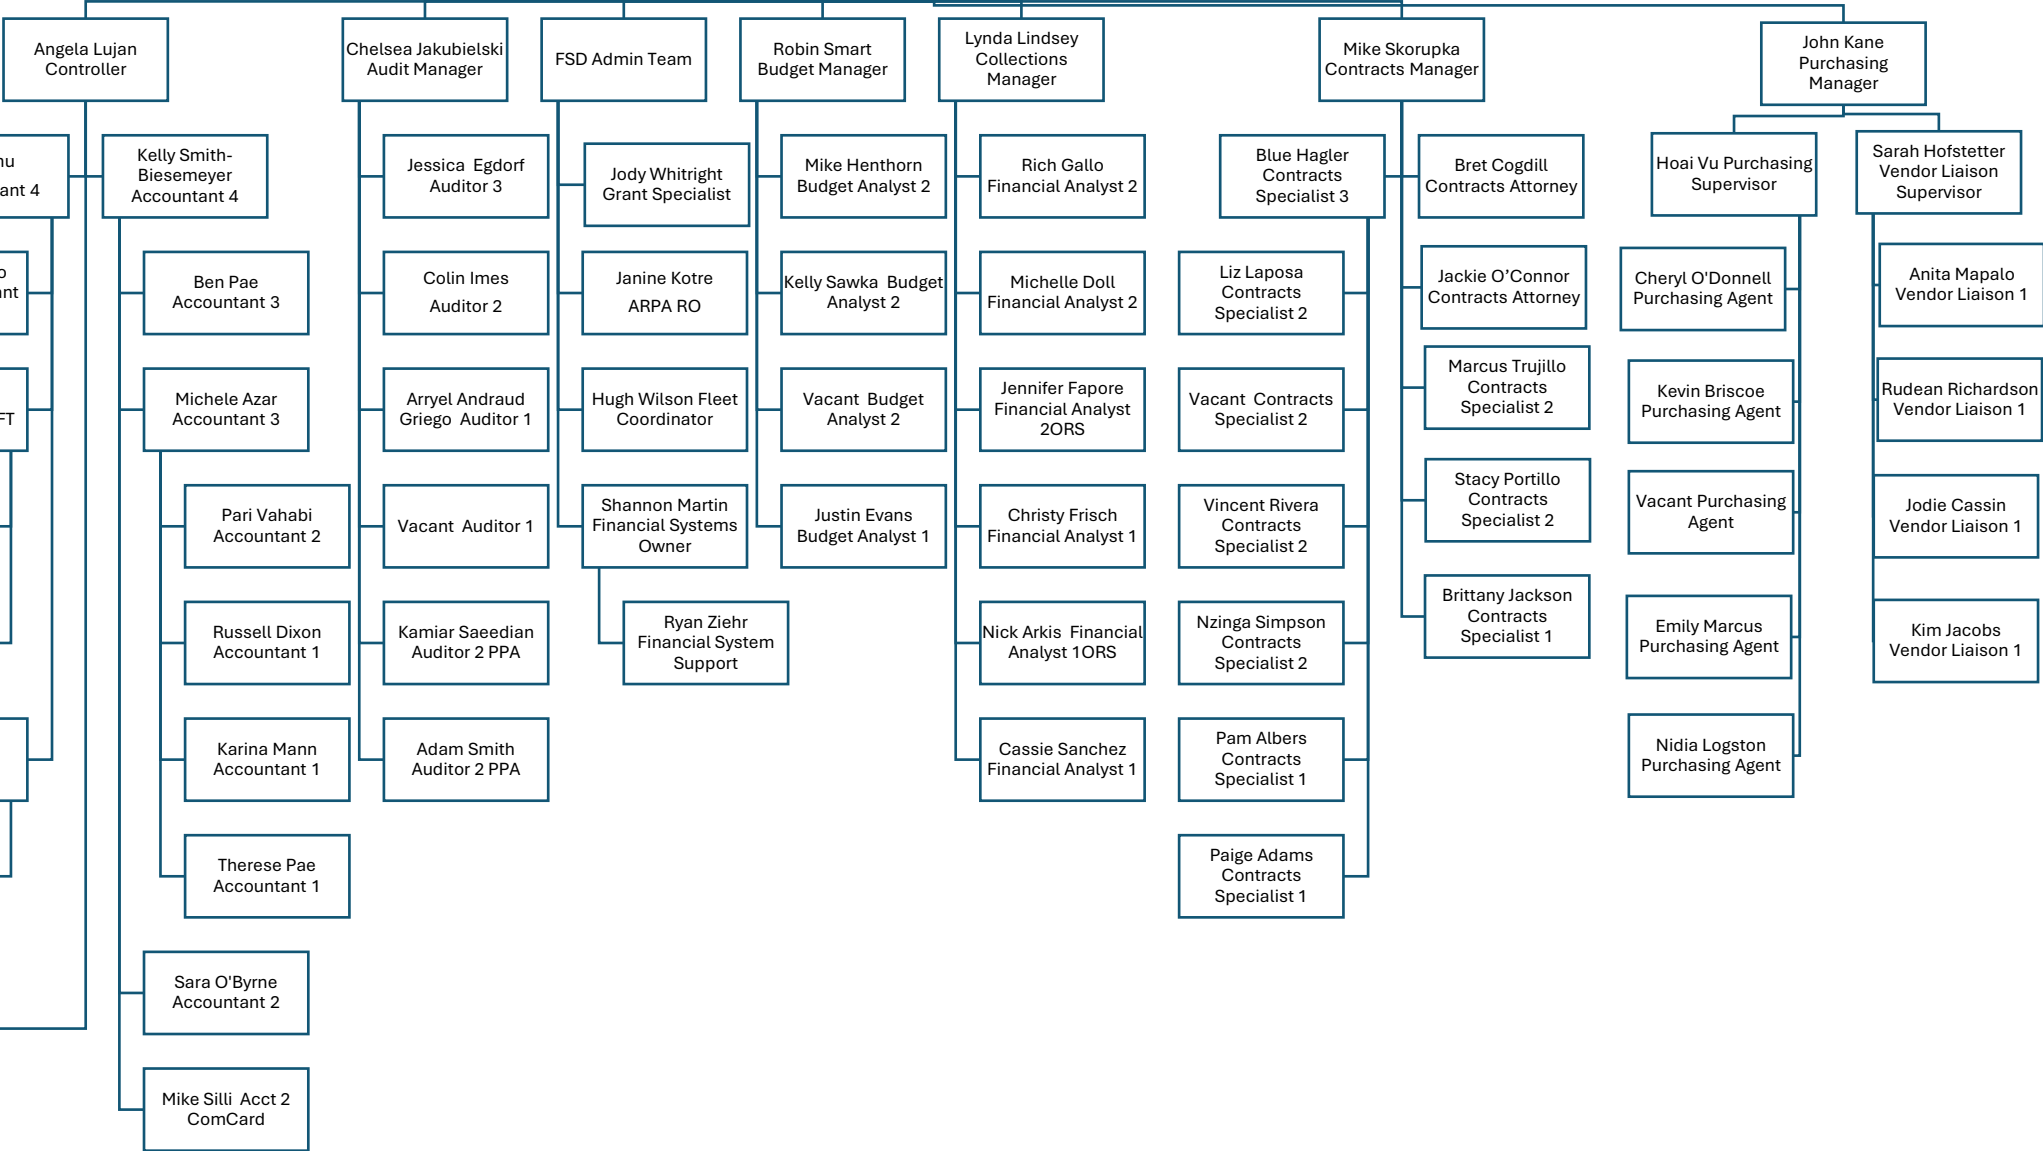 Angela Lujan
Controller
Chelsea Jakubielski
Audit Manager
FSD Admin Team
Robin Smart
Budget Manager
Lynda Lindsey
Collections
Manager
Mike Skorupka
Contracts Manager
John Kane
Purchasing
Manager
ant 4
Kelly Smith-
Biesemeyer
Accountant 4
Ben Pae
Accountant 3
Michele Azar
Accountant 3
Pari Vahabi
Accountant 2
Russell Dixon
Accountant 1
Karina Mann
Accountant 1
Therese Pae
Accountant 1
Sara O'Byrne
Accountant 2
Mike Silli  Acct 2
ComCard
Jessica  Egdorf
Auditor 3
Colin Imes
Auditor 2
Arryel Andraud
Griego  Auditor 1
Vacant  Auditor 1
Kamiar Saeedian
Auditor 2 PPA
Adam Smith
Auditor 2 PPA
Jody Whitright
Grant Specialist
Janine Kotre
ARPA RO
Hugh Wilson Fleet
Coordinator
Shannon Martin
Financial Systems
Owner
Ryan Ziehr
Financial System
Support
Mike Henthorn
Budget Analyst 2
Kelly Sawka  Budget
Analyst 2
Vacant  Budget
Analyst 2
Justin Evans
Budget Analyst 1
Rich Gallo
Financial Analyst 2
Michelle Doll
Financial Analyst 2
Jennifer Fapore
Financial Analyst
2ORS
Christy Frisch
Financial Analyst 1
Nick Arkis  Financial
Analyst 1ORS
Cassie Sanchez
Financial Analyst 1
Blue Hagler
Contracts
Specialist 3
Liz Laposa
Contracts
Specialist 2
Vacant  Contracts
Specialist 2
Vincent Rivera
Contracts
Specialist 2
Nzinga Simpson
Contracts
Specialist 2
Pam Albers
Contracts
Specialist 1
Paige Adams
Contracts
Specialist 1
Bret Cogdill
Contracts Attorney
Jackie O’Connor
Contracts Attorney
Marcus Trujillo
Contracts
Specialist 2
Stacy Portillo
Contracts
Specialist 2
Brittany Jackson
Contracts
Specialist 1
Hoai Vu Purchasing
Supervisor
Cheryl O'Donnell
Purchasing Agent
Kevin Briscoe
Purchasing Agent
Vacant Purchasing
Agent
Emily Marcus
Purchasing Agent
Nidia Logston
Purchasing Agent
Sarah Hofstetter
Vendor Liaison
Supervisor
Anita Mapalo
Vendor Liaison 1
Rudean Richardson
Vendor Liaison 1
Jodie Cassin
Vendor Liaison 1
Kim Jacobs
Vendor Liaison 1